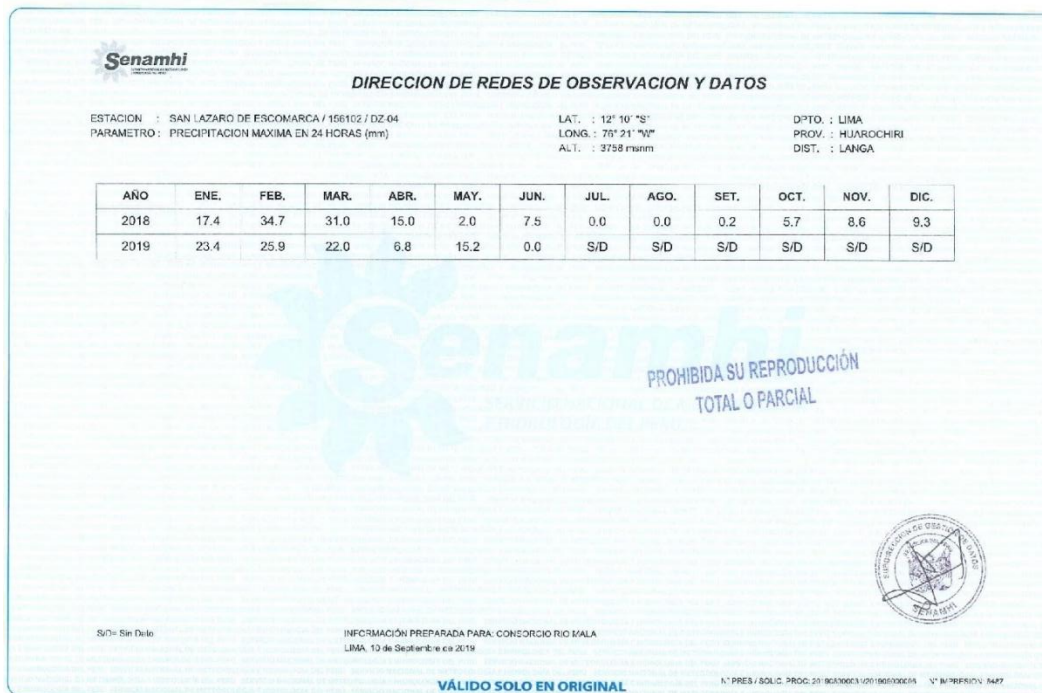 Senamhi
DIRECCION DE REDES DE OBSERVACION Y DATOS
ESTACION : SAN LAZARO DE ESCOMARCA / 156102 / DZ-04
PARAMETRO : PRECIPITACION MAXIMA EN 24 HORAS (mm)
LAT. : 12° 10' "S"
LONG. : 76° 21' "W"
ALT. : 3758 msnm
DPTO. : LIMA
PROV. : HUAROCHIRI
DIST. : LANGA
AÑO ENE. FEB. MAR. ABR. MAY. JUN. JUL. AGO. SET. OCT. NOV. DIC.
2018 17.4 34.7 31.0 15.0 2.0 7.5 0.0 0.0 0.2 5.7 8.6 9.3
2019 23.4 25.9 22.0 6.8 15.2 0.0 S/D S/D S/D S/D S/D S/D
Senamhi
PROHIBIDA SU REPRODUCCIÓN
TOTAL O PARCIAL
SENAMHI
S/D= Sin Dato
INFORMACIÓN PREPARADA PARA: CONSORCIO RIO MALA
LIMA, 10 de Septiembre de 2019
VÁLIDO SOLO EN ORIGINAL
N° PRES / SOLIC. PROC:
N° IMPRESION: